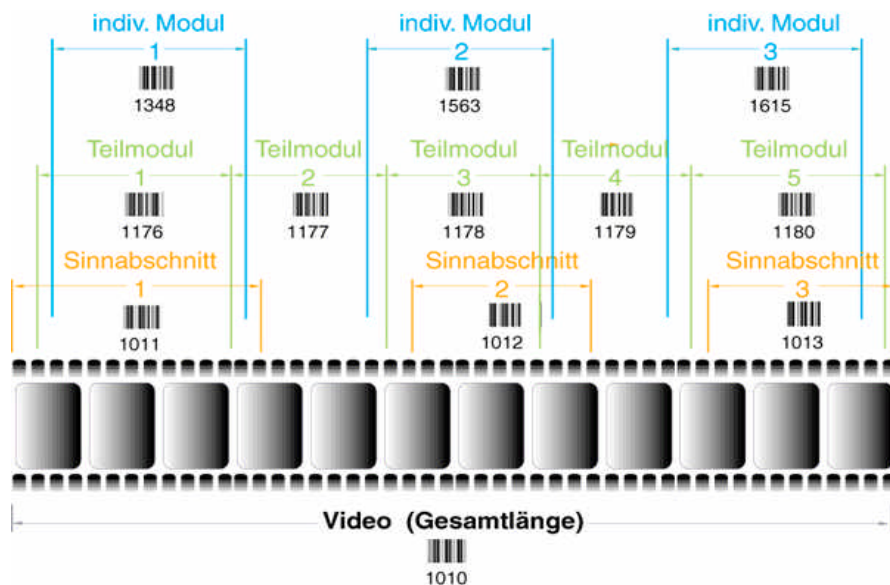 indiv. Modul indiv. Modul indiv. Modul
1 2 3
1348 1563 1615
Teilmodul Teilmodul Teilmodul Teilmodul Teilmodul
1 2 3 4 5
1176 1177 1178 1179 1180
Sinnabschnitt Sinnabschnitt Sinnabschnitt
1 2 3
1011 1012 1013
Video (Gesamtlänge)
1010